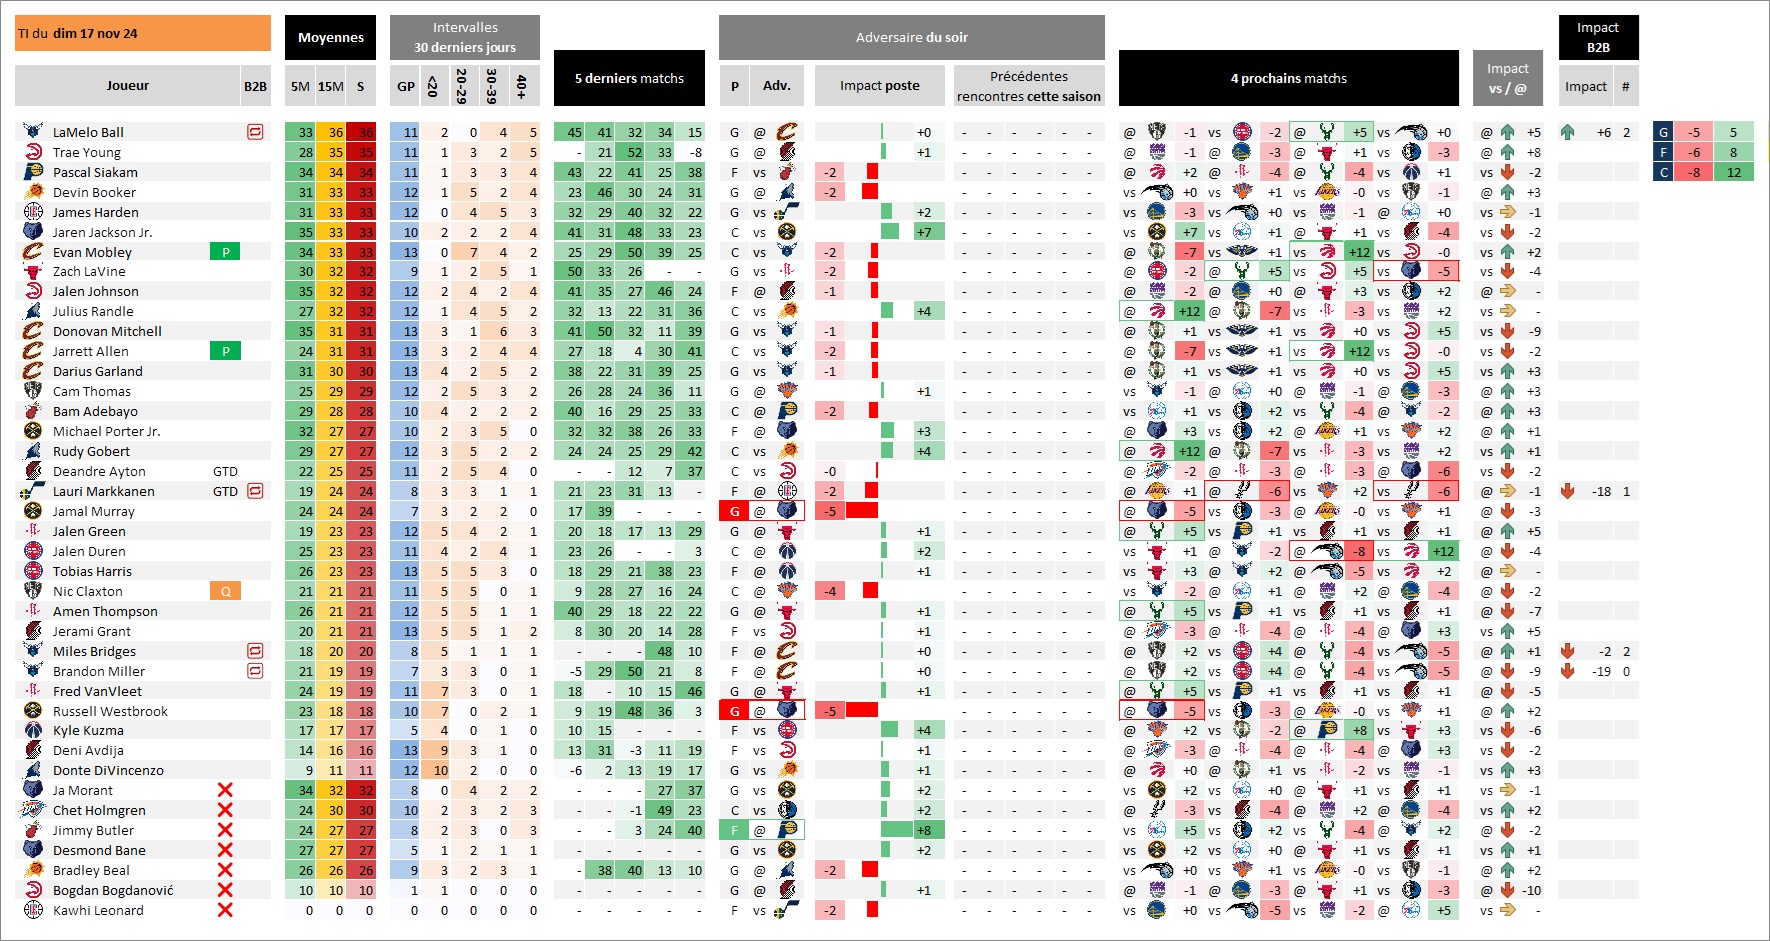 TI du dim 17 nov 24
Moyennes
Intervalles
30 derniers jours
5 derniers matchs
Adversaire du soir
4 prochains matchs
Impact
vs / @
Impact
B2B
Joueur B2B 5M 15M S GP <20 20-29 30-39 40+ P Adv. Impact poste Précédentes
rencontres cette saison
Impact #
LaMelo Ball 33 36 36 11 2 0 4 5 45 41 32 34 15 G @ +0 - - - - - @ -1 vs -2 @ +5 vs +0 @ +5 +6 2 G -5 5
Trae Young 28 35 35 11 1 3 2 5 - 21 52 33 -8 G @ +1 - - - - - @ -1 @ -3 @ +1 vs -3 @ +8 F -6 8
Pascal Siakam 34 34 34 11 1 3 3 4 43 22 41 25 38 F vs -2 - - - - - @ +2 @ -4 @ -4 vs +1 vs -2 C -8 12
Devin Booker 31 33 33 12 1 5 2 4 23 46 30 24 31 G @ -2 - - - - - vs +0 vs +1 vs -0 vs -1 @ +3
James Harden 31 33 33 12 0 4 5 3 32 29 40 32 22 G vs +2 - - - - - vs -3 vs +0 vs -1 @ +0 vs -1
Jaren Jackson Jr. 35 33 33 10 2 2 2 4 41 31 48 33 23 C vs +7 - - - - - vs +7 vs +1 @ +1 vs -4 vs -2
Evan Mobley P 34 33 33 13 0 7 4 2 25 29 50 39 25 C vs -2 - - - - - @ -7 vs +1 vs +12 vs -0 vs +2
Zach LaVine 30 32 32 9 1 2 5 1 50 33 26 - - G vs -2 - - - - - @ -2 @ +5 vs +5 vs -5 vs -4
Jalen Johnson 35 32 32 12 2 4 2 4 41 35 27 46 24 F @ -1 - - - - - @ -2 @ +0 @ +3 vs +2 @ -
Julius Randle 27 32 32 12 1 4 5 2 32 13 22 31 36 C vs +4 - - - - - @ +12 @ -7 vs -3 vs +2 vs -
Donovan Mitchell 35 31 31 13 3 1 6 3 41 50 32 11 39 G vs -1 - - - - - @ +1 vs +1 vs +0 vs +5 vs -9
Jarrett Allen P 24 31 31 13 3 2 4 4 27 18 4 30 41 C vs -2 - - - - - @ -7 vs +1 vs +12 vs -0 vs -2
Darius Garland 31 30 30 13 4 2 5 2 38 22 31 39 25 G vs -1 - - - - - @ +1 vs +1 vs +0 vs +5 vs +3
Cam Thomas 25 29 29 12 2 5 3 2 26 28 24 36 11 G @ +1 - - - - - vs -1 @ +0 @ -1 @ -3 @ +3
Bam Adebayo 29 28 28 10 4 2 2 2 40 16 29 25 33 C @ -2 - - - - - vs +1 vs +2 vs -4 @ -2 @ +3
Michael Porter Jr. 32 27 27 10 2 3 5 0 32 32 38 26 33 F @ +3 - - - - - @ +3 vs +2 @ +1 vs +1 @ +1
Rudy Gobert 29 27 27 12 3 5 2 2 24 24 25 29 42 C vs +4 - - - - - @ +12 @ -7 vs -3 vs +2 vs +1
Deandre Ayton GTD 22 25 25 11 2 5 4 0 - - 12 7 37 C vs -0 - - - - - @ -2 @ -3 @ -3 @ -6 vs -2
Lauri Markkanen GTD 19 24 24 8 3 3 1 1 21 23 31 13 - F @ -2 - - - - - @ +1 @ -6 vs +2 vs -6 @ -1 -18 1
Jamal Murray 24 24 24 7 3 2 2 0 17 39 - - - G @ -5 - - - - - @ -5 vs -3 @ -0 vs +1 @ -3
Jalen Green 19 23 23 12 5 4 2 1 20 18 17 13 29 G @ +1 - - - - - @ +5 vs +1 vs +1 vs +1 @ +5
Jalen Duren 25 23 23 11 4 2 4 1 23 26 - - 3 C @ +2 - - - - - vs +1 @ -2 @ -8 vs +12 @ -4
Tobias Harris 26 23 23 13 5 5 3 0 18 29 21 38 23 F @ +1 - - - - - vs +3 @ +2 @ -5 vs +2 @ -
Nic Claxton Q 21 21 21 11 5 5 0 1 9 28 27 16 24 C @ -4 - - - - - vs -2 @ +1 @ +2 @ -4 @ -2
Amen Thompson 26 21 21 12 5 5 1 1 40 29 18 22 22 G @ +1 - - - - - @ +5 vs +1 vs +1 vs +1 @ -7
Jerami Grant 20 21 21 13 5 5 1 2 8 30 20 14 28 F vs +1 - - - - - @ -3 @ -4 @ -4 @ +3 vs +5
Miles Bridges 18 20 20 8 5 1 1 1 - - - 48 10 F @ +0 - - - - - @ +2 vs +4 @ -4 vs -5 @ +1 -2 2
Brandon Miller 21 19 19 7 3 3 0 1 -5 29 50 21 8 F @ +0 - - - - - @ +2 vs +4 @ -4 vs -5 @ -9 -19 0
Fred VanVleet 24 19 19 11 7 3 0 1 18 - 10 15 46 G @ +1 - - - - - @ +5 vs +1 vs +1 vs +1 @ -5
Russell Westbrook 23 18 18 10 7 0 2 1 9 19 48 36 3 G @ -5 - - - - - @ -5 vs -3 @ -0 vs +1 @ +2
Kyle Kuzma 17 17 17 5 4 0 1 0 10 15 - - - F vs +4 - - - - - @ +2 @ -2 @ +8 vs +3 vs -6
Deni Avdija 14 16 16 13 9 3 1 0 13 31 -3 11 19 F vs +1 - - - - - @ -3 @ -4 @ -4 @ +3 vs -2
Donte DiVincenzo 9 11 11 12 10 2 0 0 -6 2 13 19 17 G vs +1 - - - - - @ +0 @ +1 vs -2 vs -1 vs +3
Ja Morant 34 32 32 8 0 4 2 2 - - - 27 37 G vs +2 - - - - - vs +2 vs +0 @ +1 vs +1 vs -1
Chet Holmgren 24 30 30 10 2 3 2 3 - - -1 49 23 C vs +2 - - - - - @ -3 vs -4 @ +2 @ -4 vs +2
Jimmy Butler 24 27 27 8 2 3 0 3 - - 3 24 40 F @ +8 - - - - - vs +5 vs +2 vs -4 @ +2 @ -2
Desmond Bane 27 27 27 5 1 2 1 1 - - - - - G vs +2 - - - - - vs +2 vs +0 @ +1 vs +1 vs +1
Bradley Beal 26 26 26 9 3 2 3 1 - 38 40 13 10 G @ -2 - - - - - vs +0 vs +1 vs -0 vs -1 @ +2
Bogdan Bogdanović 10 10 10 1 1 0 0 0 - - - - - G @ +1 - - - - - @ -1 @ -3 @ +1 vs -3 @ -10
Kawhi Leonard 0 0 0 0 0 0 0 0 - - - - - F vs -2 - - - - - vs +0 vs -5 vs -2 @ +5 vs -